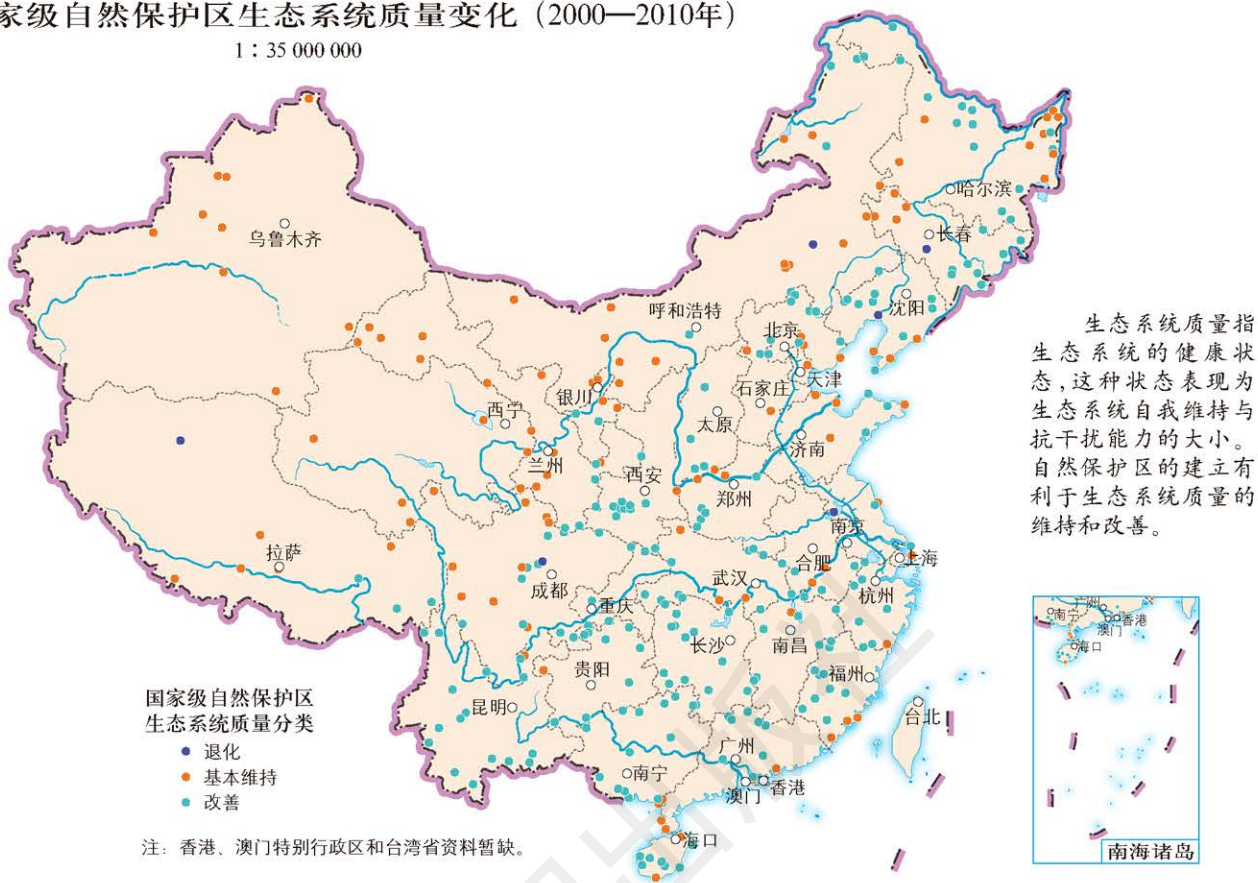 家级自然保护区生态系统质量变化（2000—2010年）
1∶35 000 000
哈尔滨
长春
乌鲁木齐
沈阳
呼和浩特
北京
天津
石家庄
银川
太原
西宁
济南
兰州
西安
郑州
南京
合肥
上海
拉萨
成都
武汉
杭州
重庆
长沙
南昌
贵阳
福州
昆明
台北
广州
南宁
香港
澳门
海口
生态系统质量指
生态系统的健康状
态，这种状态表现为
生态系统自我维持与
抗干扰能力的大小。
自然保护区的建立有
利于生态系统质量的
维持和改善。
广州
南宁
香港
澳门
海口
南海诸岛
国家级自然保护区
生态系统质量分类
退化
基本维持
改善
注：香港、澳门特别行政区和台湾省资料暂缺。
出版社